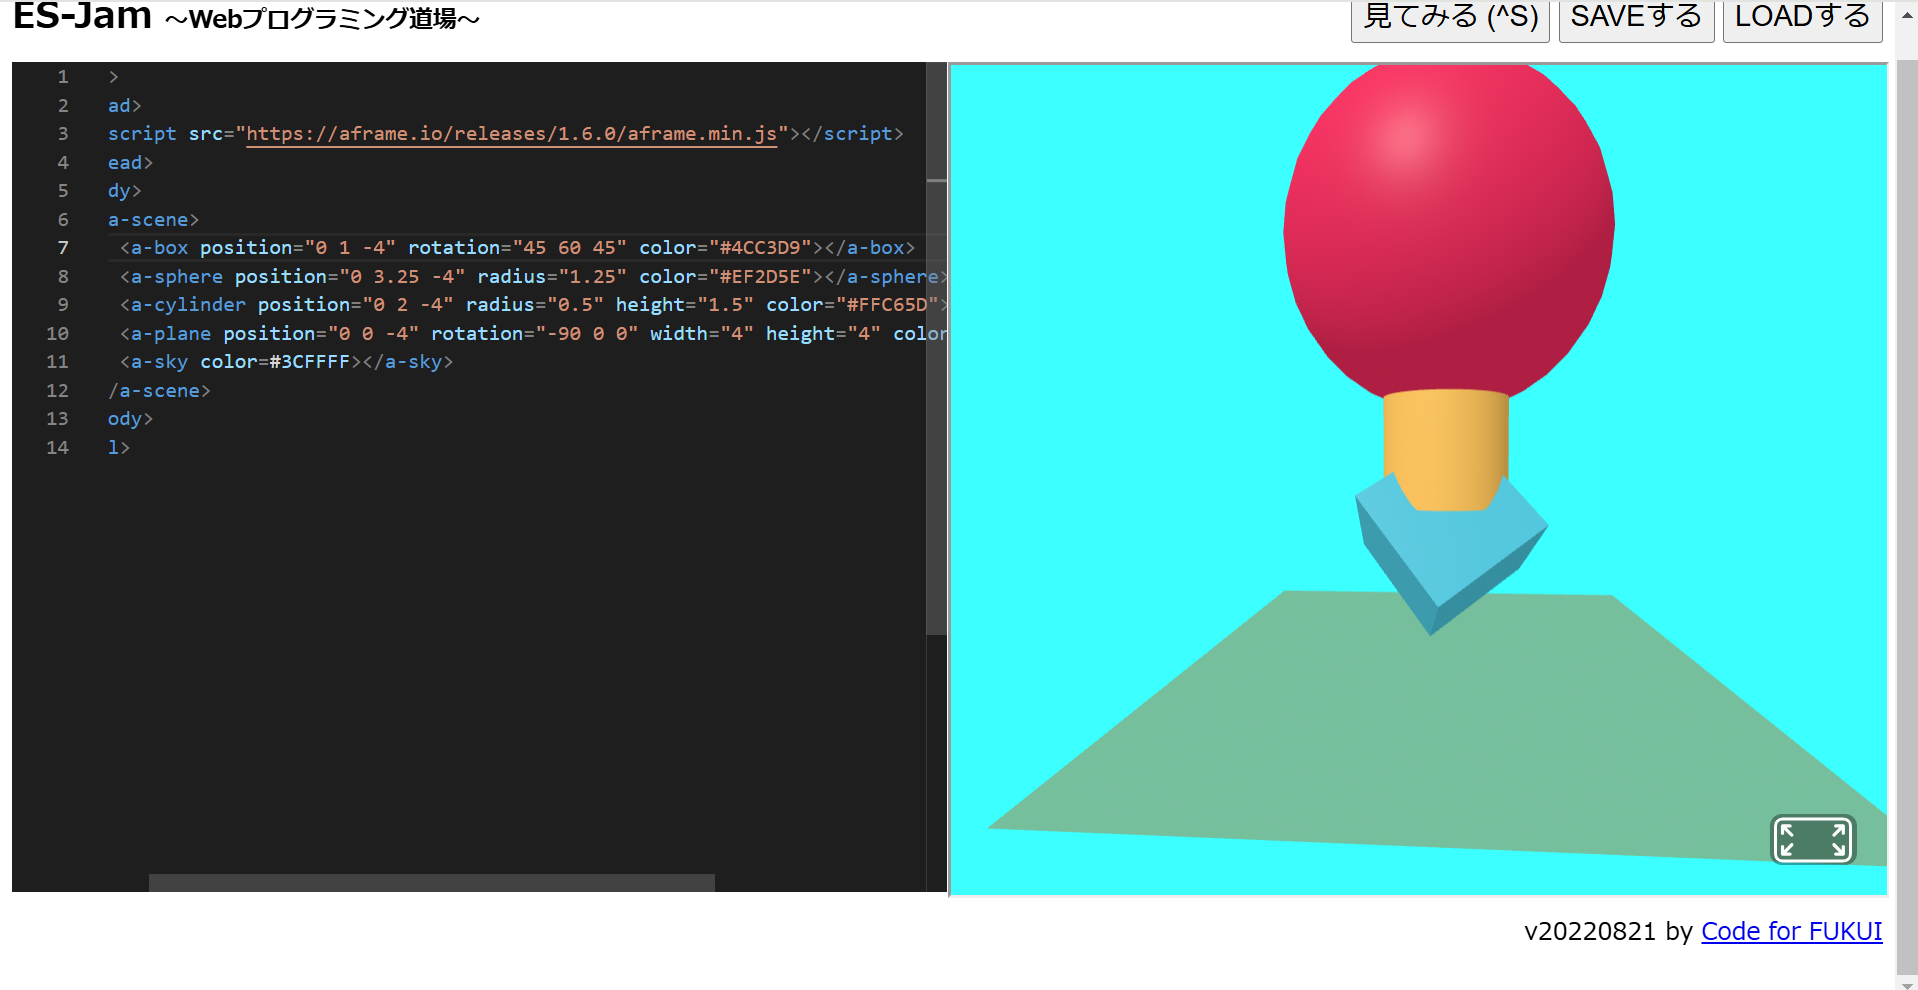 ES-Jam ～Webプログラミング道場～
見てみる (^S) SAVEする LOADする
1 >
2 ad>
3 script src="https://aframe.io/releases/1.6.0/aframe.min.js"></script>
4 ead>
5 dy>
6 a-scene>
7 <a-box position="0 1 -4" rotation="45 60 45" color="#4CC3D9"></a-box>
8 <a-sphere position="0 3.25 -4" radius="1.25" color="#EF2D5E"></a-sphere>
9 <a-cylinder position="0 2 -4" radius="0.5" height="1.5" color="#FFC65D">
10 <a-plane position="0 0 -4" rotation="-90 0 0" width="4" height="4" color
11 <a-sky color=#3CFFFF></a-sky>
12 /a-scene>
13 ody>
14 l>
v20220821 by Code for FUKUI